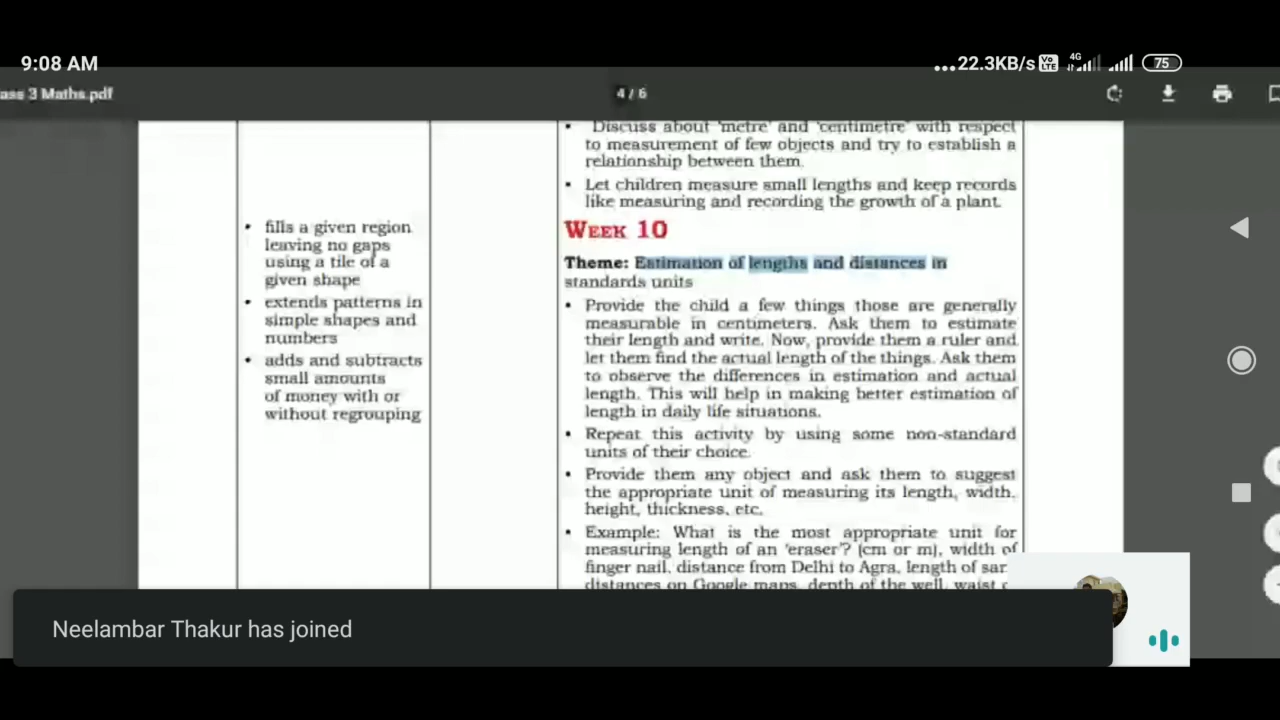 9:08 AM
...22.3KB/s Vo LTE 4G 75
ass 3 Maths.pdf
4 / 6
• Discuss about 'metre' and 'centimetre' with respect
to measurement of few objects and try to establish a
relationship between them.
• Let children measure small lengths and keep records
like measuring and recording the growth of a plant.
• fills a given region
leaving no gaps
using a tile of a
given shape
• extends patterns in
simple shapes and
numbers
• adds and subtracts
small amounts
of money with or
without regrouping
WEEK 10
Theme: Estimation of lengths and distances in
standards units
• Provide the child a few things those are generally
measurable in centimeters. Ask them to estimate
their length and write. Now, provide them a ruler and
let them find the actual length of the things. Ask them
to observe the differences in estimation and actual
length. This will help in making better estimation of
length in daily life situations.
• Repeat this activity by using some non-standard
units of their choice.
• Provide them any object and ask them to suggest
the appropriate unit of measuring its length, width,
height, thickness, etc.
• Example: What is the most appropriate unit for
measuring length of an 'eraser'? (cm or m), width of
finger nail, distance from Delhi to Agra, length of sar
distances on Google maps, depth of the well, waist
Neelambar Thakur has joined